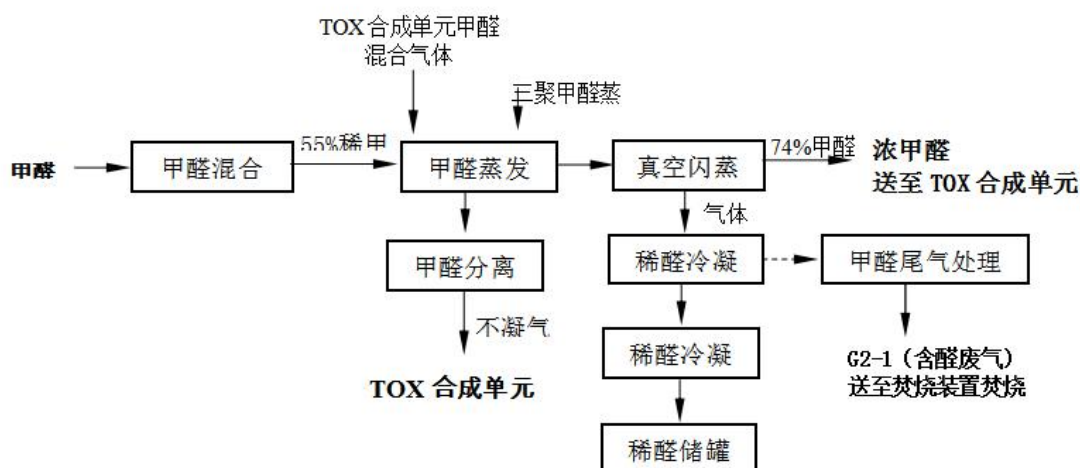 TOX 合成单元甲醛
混合气体
三聚甲醛蒸
甲醛
甲醛混合
55%稀甲
甲醛蒸发
真空闪蒸
74%甲醛
浓甲醛
送至 TOX 合成单元
气体
甲醛分离
稀醛冷凝
甲醛尾气处理
不凝气
稀醛冷凝
TOX 合成单元
G2-1（含醛废气）
送至焚烧装置焚烧
稀醛储罐